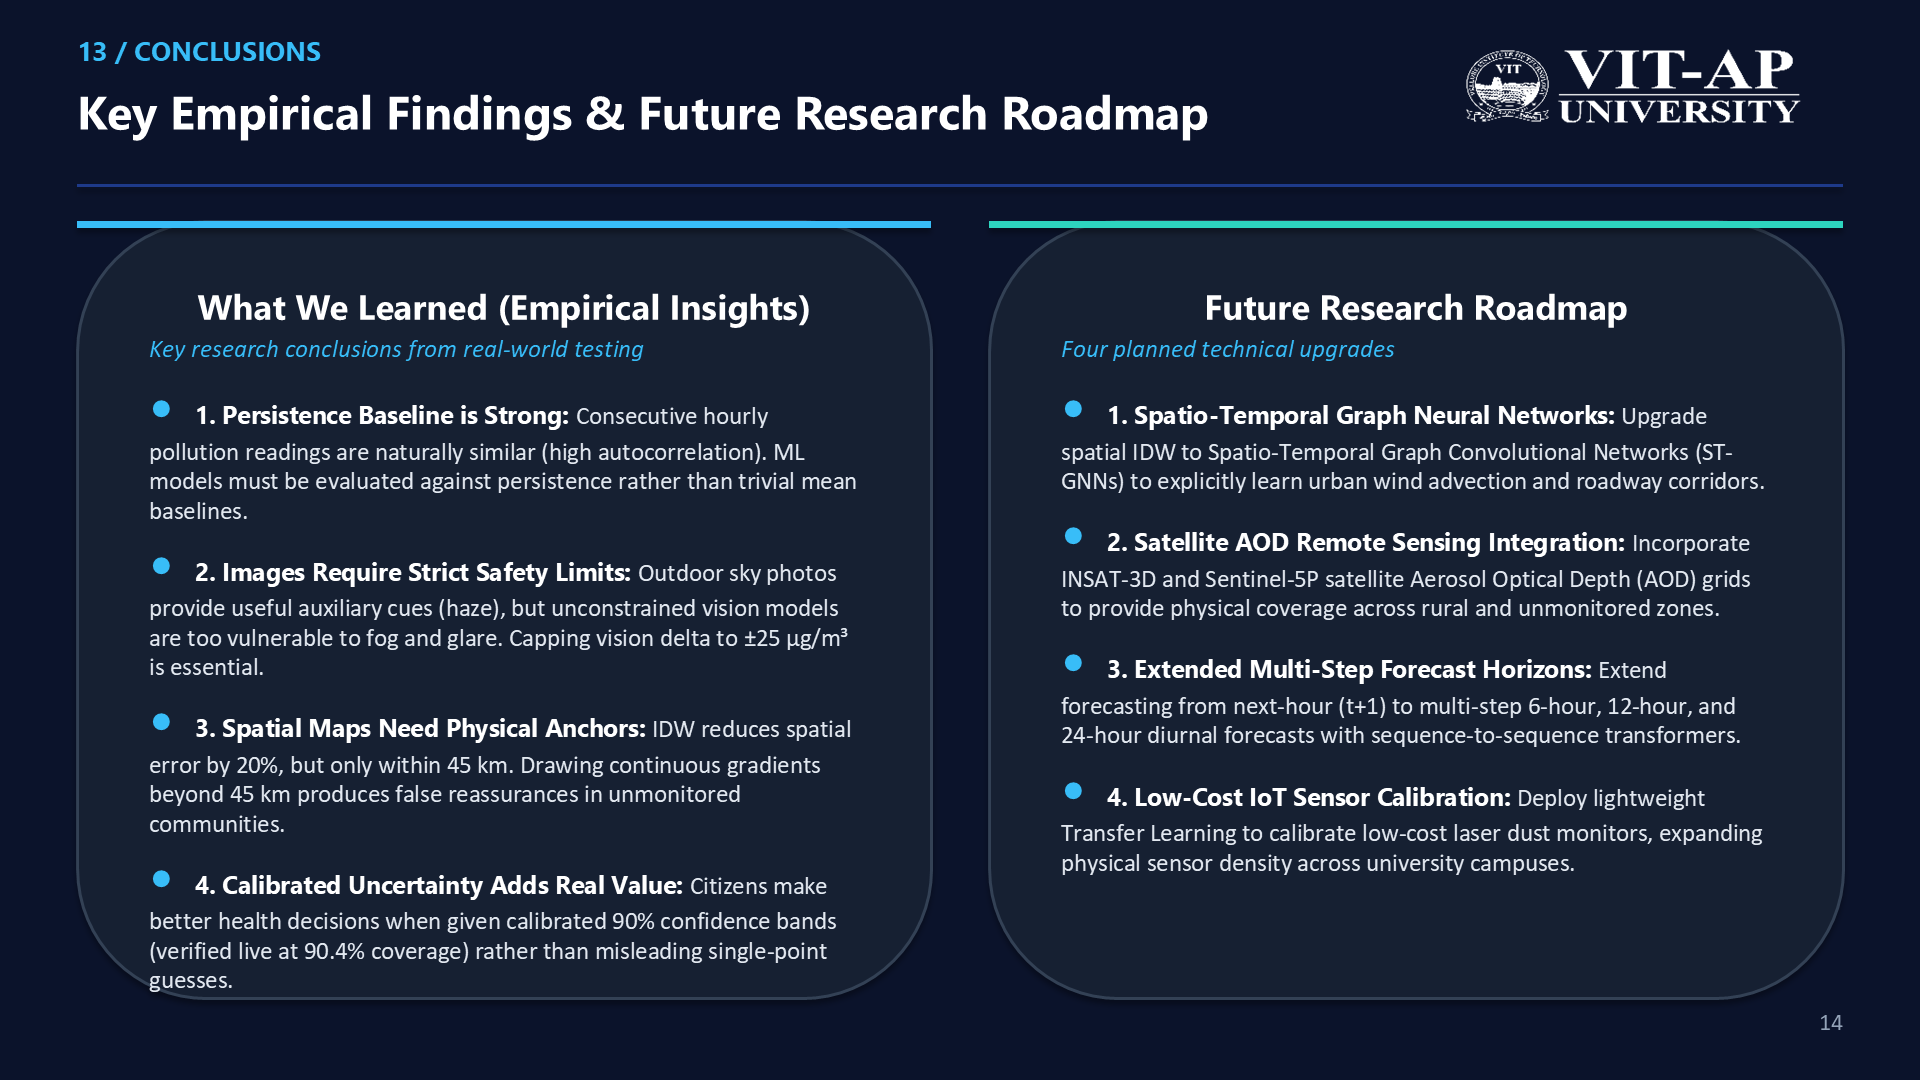 13 / CONCLUSIONS
Key Empirical Findings & Future Research Roadmap
VIT
VIT-AP
UNIVERSITY
What We Learned (Empirical Insights)
Key research conclusions from real-world testing
1. Persistence Baseline is Strong: Consecutive hourly
pollution readings are naturally similar (high autocorrelation). ML
models must be evaluated against persistence rather than trivial mean
baselines.
2. Images Require Strict Safety Limits: Outdoor sky photos
provide useful auxiliary cues (haze), but unconstrained vision models
are too vulnerable to fog and glare. Capping vision delta to ±25 µg/m³
is essential.
3. Spatial Maps Need Physical Anchors: IDW reduces spatial
error by 20%, but only within 45 km. Drawing continuous gradients
beyond 45 km produces false reassurances in unmonitored
communities.
4. Calibrated Uncertainty Adds Real Value: Citizens make
better health decisions when given calibrated 90% confidence bands
(verified live at 90.4% coverage) rather than misleading single-point
guesses.
Future Research Roadmap
Four planned technical upgrades
1. Spatio-Temporal Graph Neural Networks: Upgrade
spatial IDW to Spatio-Temporal Graph Convolutional Networks (ST-
GNNs) to explicitly learn urban wind advection and roadway corridors.
2. Satellite AOD Remote Sensing Integration: Incorporate
INSAT-3D and Sentinel-5P satellite Aerosol Optical Depth (AOD) grids
to provide physical coverage across rural and unmonitored zones.
3. Extended Multi-Step Forecast Horizons: Extend
forecasting from next-hour (t+1) to multi-step 6-hour, 12-hour, and
24-hour diurnal forecasts with sequence-to-sequence transformers.
4. Low-Cost IoT Sensor Calibration: Deploy lightweight
Transfer Learning to calibrate low-cost laser dust monitors, expanding
physical sensor density across university campuses.
14